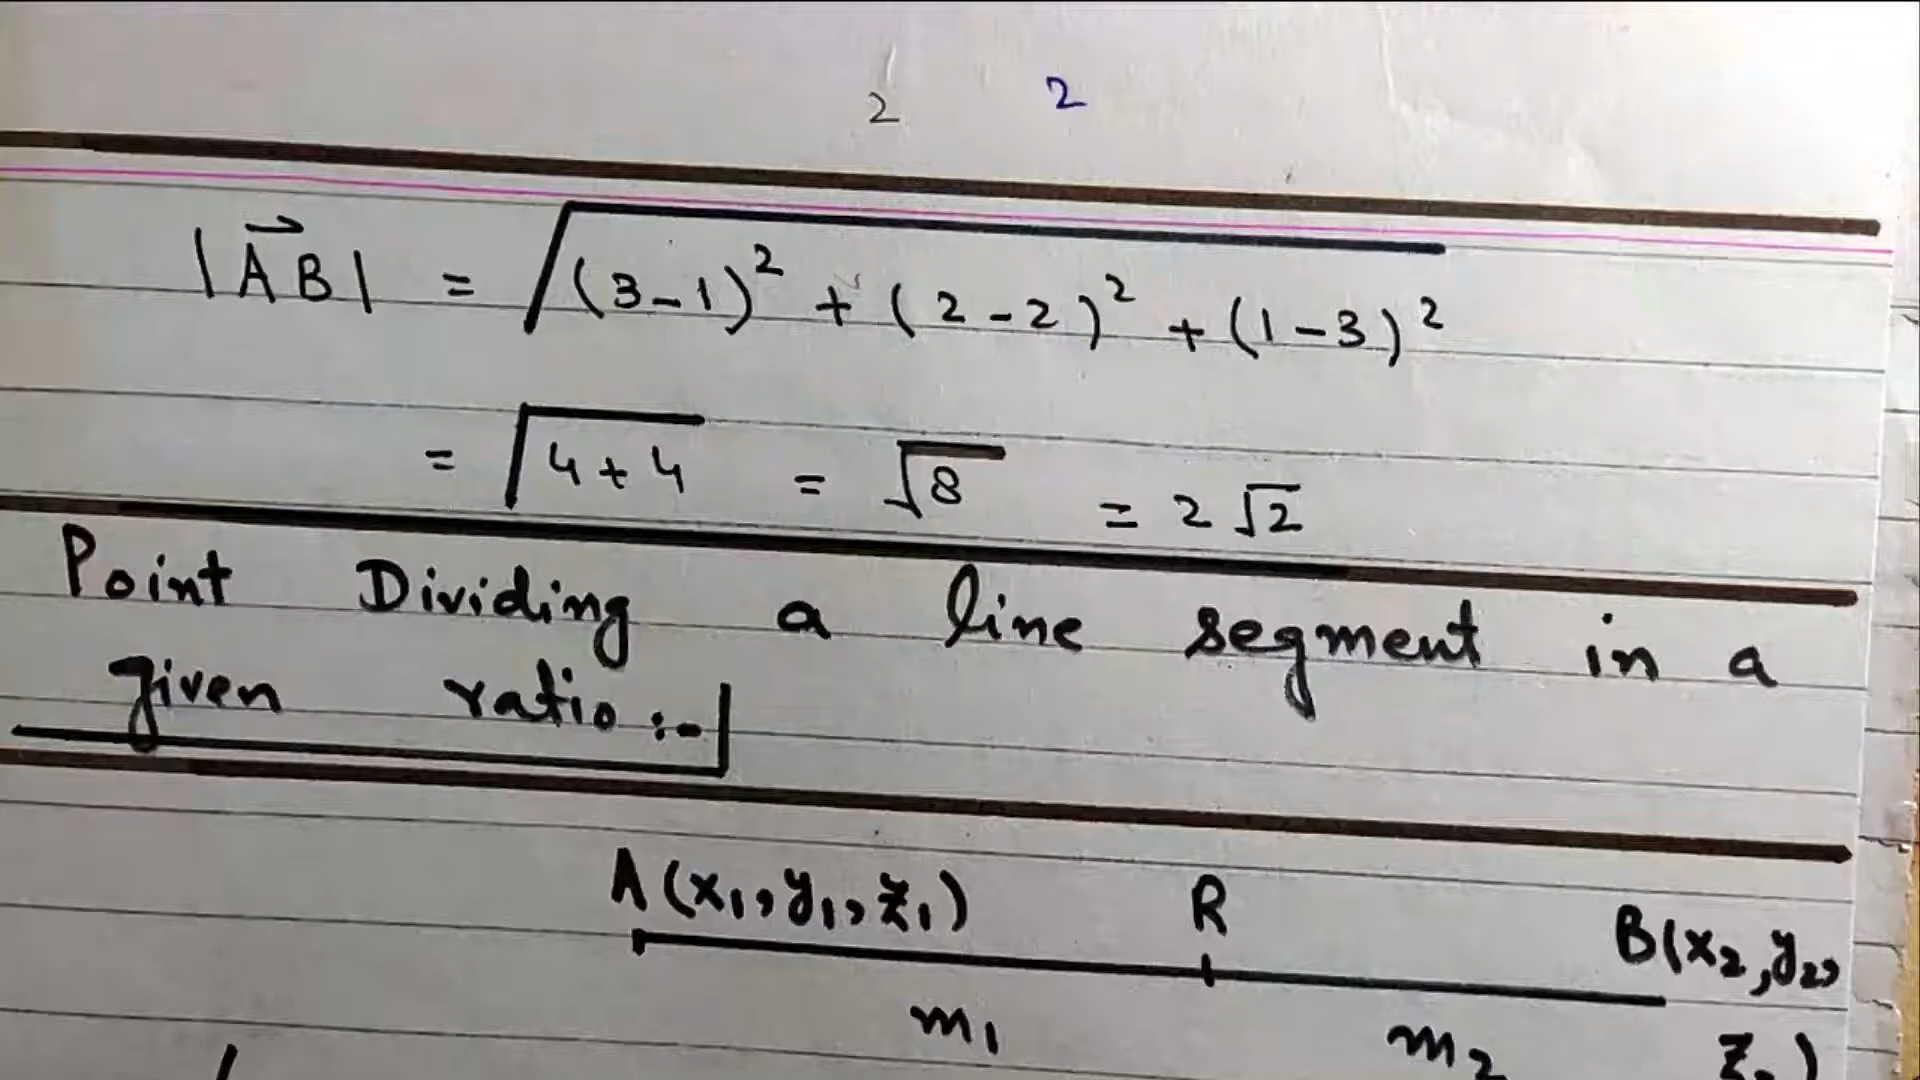 2 2
|A⃗B⃗| = √(3-1)² + (2-2)² + (1-3)²
= √4+4 = √8 = 2√2
Point Dividing a line segment in a
given ratio :-
A(x₁, y₁, z₁) R B(x₂, y₂,
m₁ m₂ z₂)